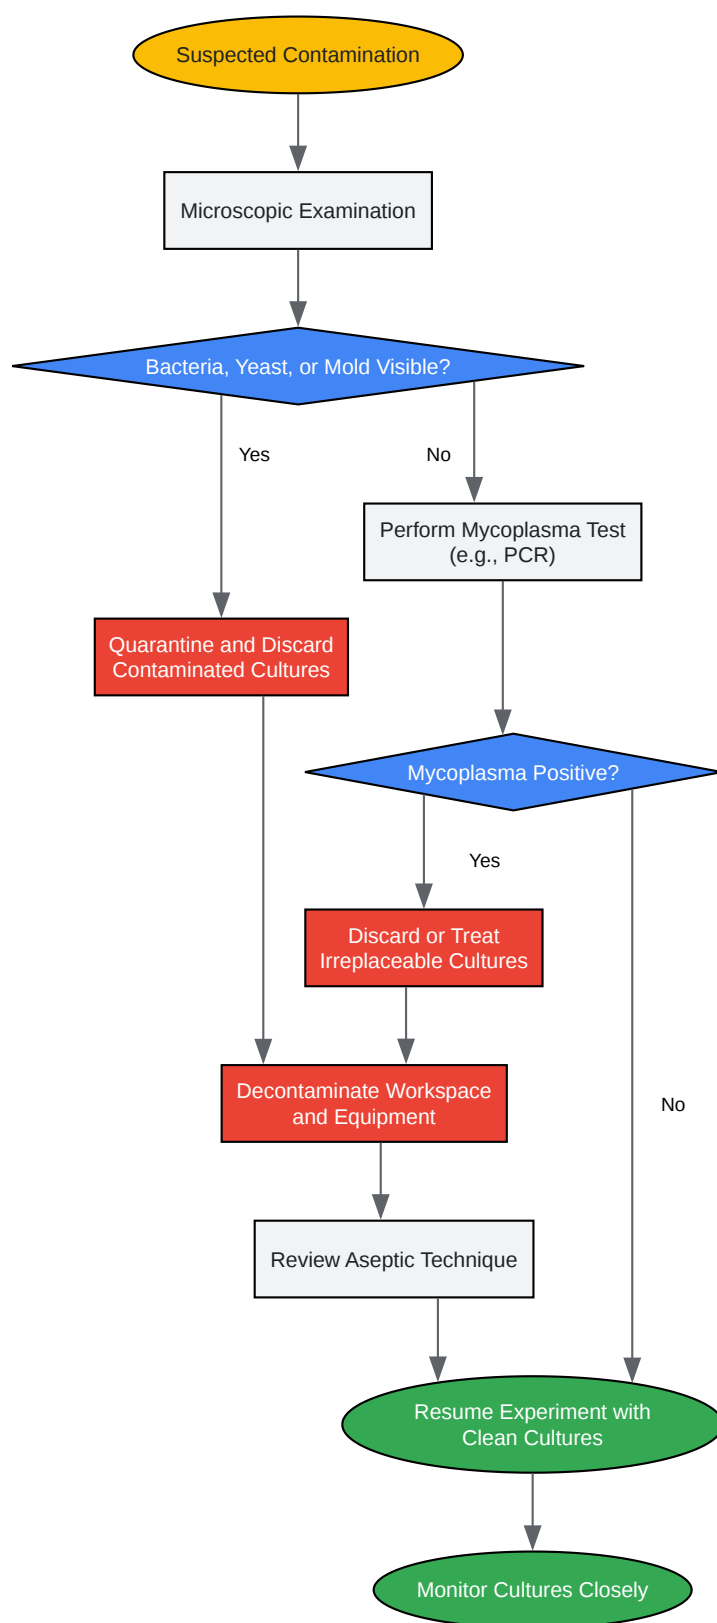 Suspected Contamination
Microscopic Examination
Bacteria, Yeast, or Mold Visible?
Yes
No
Perform Mycoplasma Test
(e.g., PCR)
Quarantine and Discard
Contaminated Cultures
Mycoplasma Positive?
Yes
Discard or Treat
Irreplaceable Cultures
Decontaminate Workspace
and Equipment
No
Review Aseptic Technique
Resume Experiment with
Clean Cultures
Monitor Cultures Closely